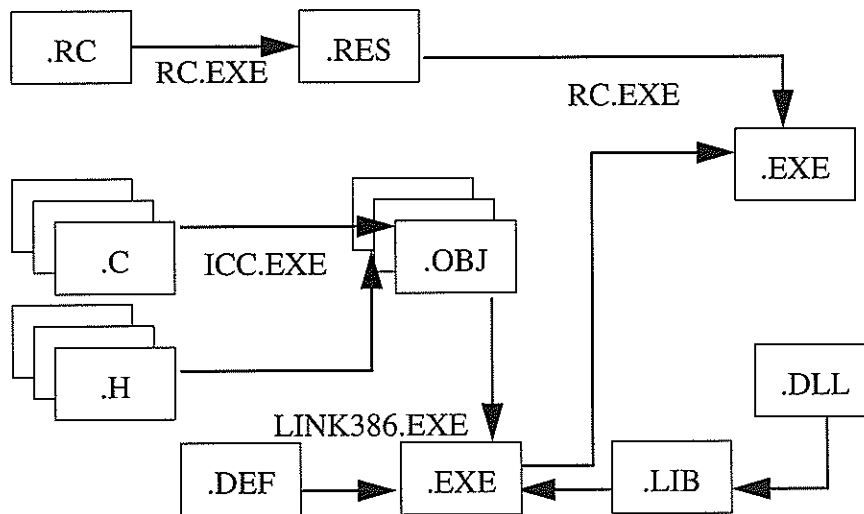 .RC
RC.EXE
.RES
RC.EXE
.EXE
.C
ICC.EXE
.OBJ
.H
.DLL
LINK386.EXE
.DEF
.EXE
.LIB